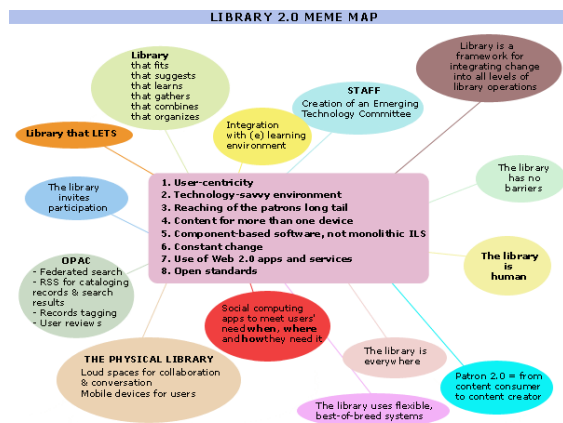 LIBRARY 2.0 MEME MAP
Library
that fits
that suggests
that learns
that gathers
that combines
that organizes
STAFF
Creation of an Emerging
Technology Committee
Library is a
framework for
integrating change
into all levels of
library operations
Library that LETS
Integration
with (e) learning
environment
The library
has no
barriers
The library
invites
participation
1. User-centricity
2. Technology-savvy environment
3. Reaching of the patrons long tail
4. Content for more than one device
5. Component-based software, not monolithic ILS
6. Constant change
7. Use of Web 2.0 apps and services
8. Open standards
The library
is
human
OPAC
- Federated search
- RSS for cataloging
records & search
results
- Records tagging
- User reviews
Social computing
apps to meet users'
need when, where
and how they need it
THE PHYSICAL LIBRARY
Loud spaces for collaboration
& conversation
Mobile devices for users
The library is
everywhere
Patron 2.0 = from
content consumer
to content creator
The library uses flexible,
best-of-breed systems